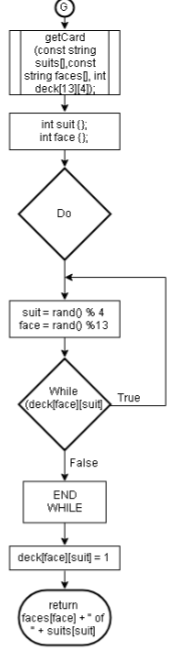 G
getCard
(const string
suits[],const
string faces[], int
deck[13][4]);
int suit {};
int face {};
Do
suit = rand() % 4
face = rand() %13
While
(deck[face][suit]
True
False
END
WHILE
deck[face][suit] = 1
return
faces[face] + " of
" + suits[suit]